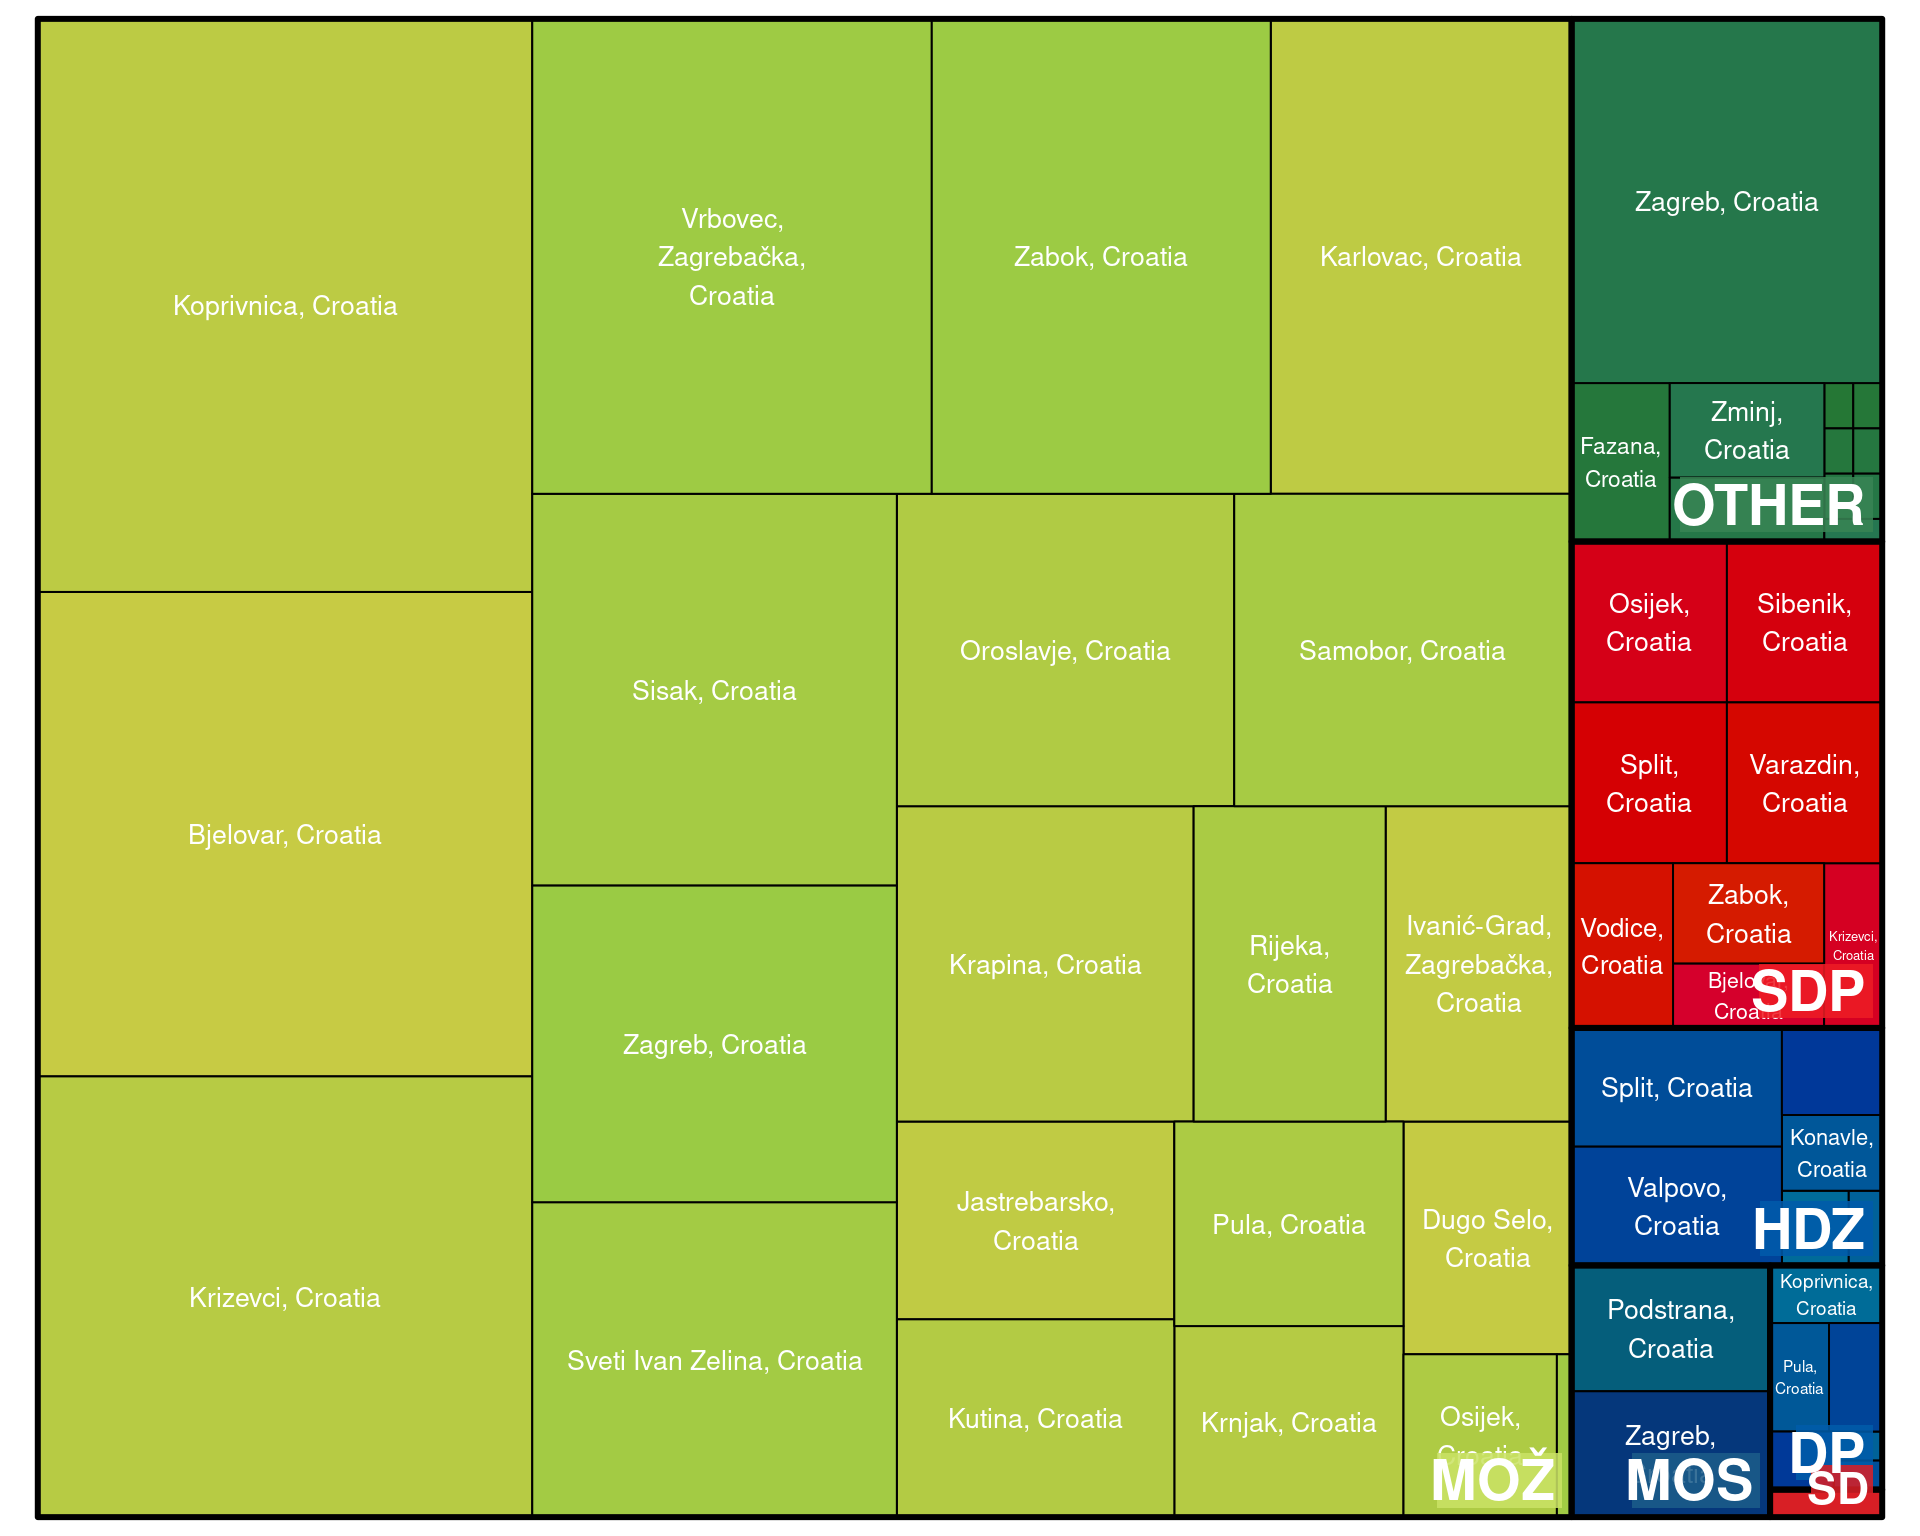 Koprivnica, Croatia
Bjelovar, Croatia
Krizevci, Croatia
Vrbovec,
Zagrebačka,
Croatia
Zabok, Croatia
Karlovac, Croatia
Sisak, Croatia
Oroslavje, Croatia
Samobor, Croatia
Zagreb, Croatia
Krapina, Croatia
Rijeka,
Croatia
Ivanić-Grad,
Zagrebačka,
Croatia
Sveti Ivan Zelina, Croatia
Jastrebarsko,
Croatia
Pula, Croatia
Dugo Selo,
Croatia
Kutina, Croatia
Krnjak, Croatia
Osijek,
Croatia
MOŽ
Zagreb, Croatia
Fazana,
Croatia
Zminj,
Croatia
OTHER
Osijek,
Croatia
Sibenik,
Croatia
Split,
Croatia
Varazdin,
Croatia
Vodice,
Croatia
Zabok,
Croatia
Krizevci,
Croatia
Bjelovar,
Croatia
SDP
Split, Croatia
Konavle,
Croatia
Valpovo,
Croatia
HDZ
Podstrana,
Croatia
Zagreb,
MOS
Koprivnica,
Croatia
Pula,
Croatia
DP
SD